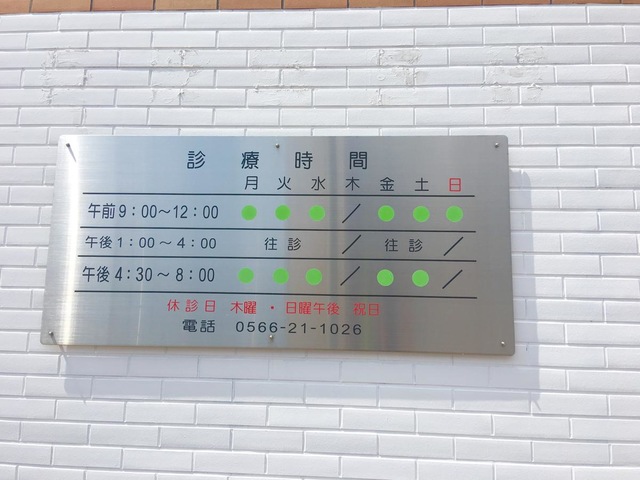 診療時間
月 火 水 木 金 土 日
午前9：00〜12：00 ● ● ● ／ ● ● ●
午後1：00〜4：00 往診 ／ 往診 ／
午後4：30〜8：00 ● ● ● ／ ● ● ／
休診日 木曜・日曜午後 祝日
電話 0566-21-1026